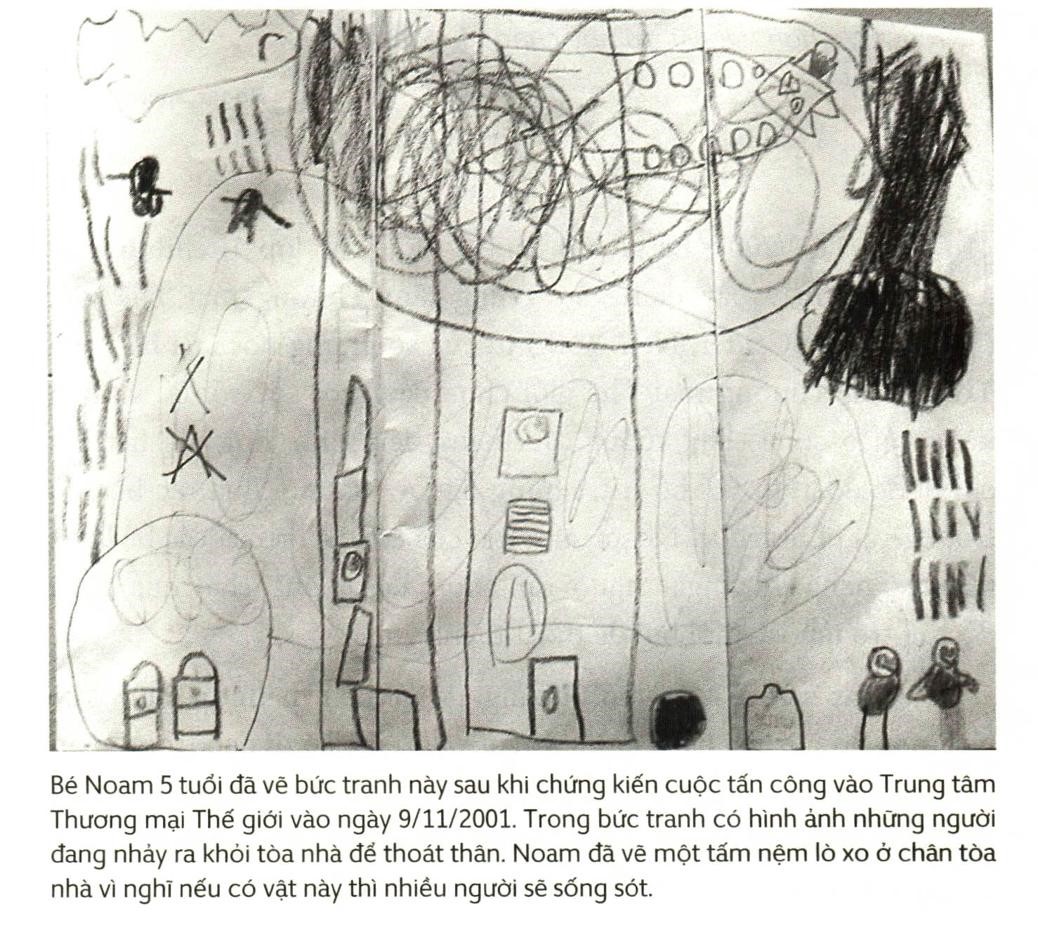 Bé Noam 5 tuổi đã vẽ bức tranh này sau khi chứng kiến cuộc tấn công vào Trung tâm
Thương mại Thế giới vào ngày 9/11/2001. Trong bức tranh có hình ảnh những người
đang nhảy ra khỏi tòa nhà để thoát thân. Noam đã vẽ một tấm nệm lò xo ở chân tòa
nhà vì nghĩ nếu có vật này thì nhiều người sẽ sống sót.